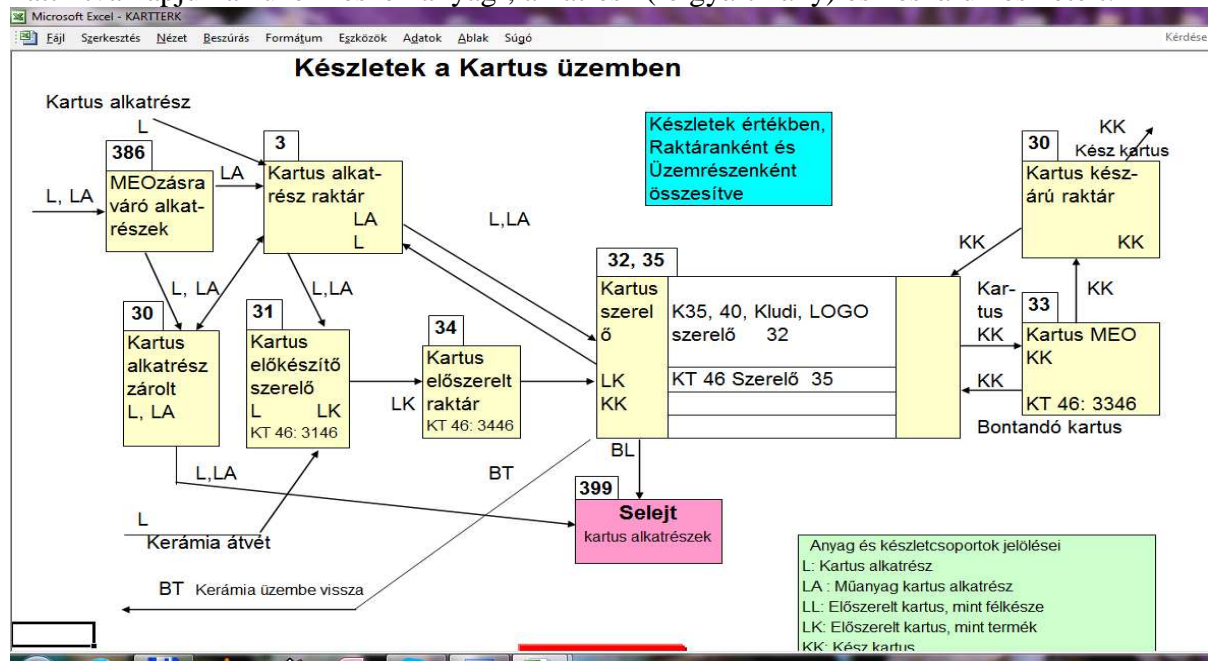 Microsoft Excel - KARTTERK
Fájl Szerkesztés Nézet Beszúrás Formátum Eszközök Adatok Ablak Súgó
Készletek a Kartus üzemben
Kartus alkatrész
L
386
MEOzásra
váró alkat-
részek
L, LA
LA
3
Kartus alkat-
rész raktár
LA
L
Készletek értékben,
Raktáranként és
Üzemrészenként
összesítve
30
KK
Kész kartus
Kartus kész-
árú raktár
KK
L,LA
KK
L, LA
L,LA
30
Kartus
alkatrész
zárolt
L, LA
31
Kartus
előkészítő
szerelő
L LK
KT 46: 3146
LK
34
Kartus
előszerelt
raktár
KT 46: 3446
32, 35
Kartus
szerel
ő
LK
KK
K35, 40, Kludi, LOGO
szerelő 32
KT 46 Szerelő 35
Kar-
tus
KK
KK
KK
33
Kartus MEO
KK
KT 46: 3346
Bontandó kartus
L,LA
BT
BL
399
Selejt
kartus alkatrészek
L
Kerámia átvét
BT Kerámia üzembe vissza
Anyag és készletcsoportok jelölései
L: Kartus alkatrész
LA : Műanyag kartus alkatrész
LL: Előszerelt kartus, mint félkésze
LK: Előszerelt kartus, mint termék
KK: Kész kartus